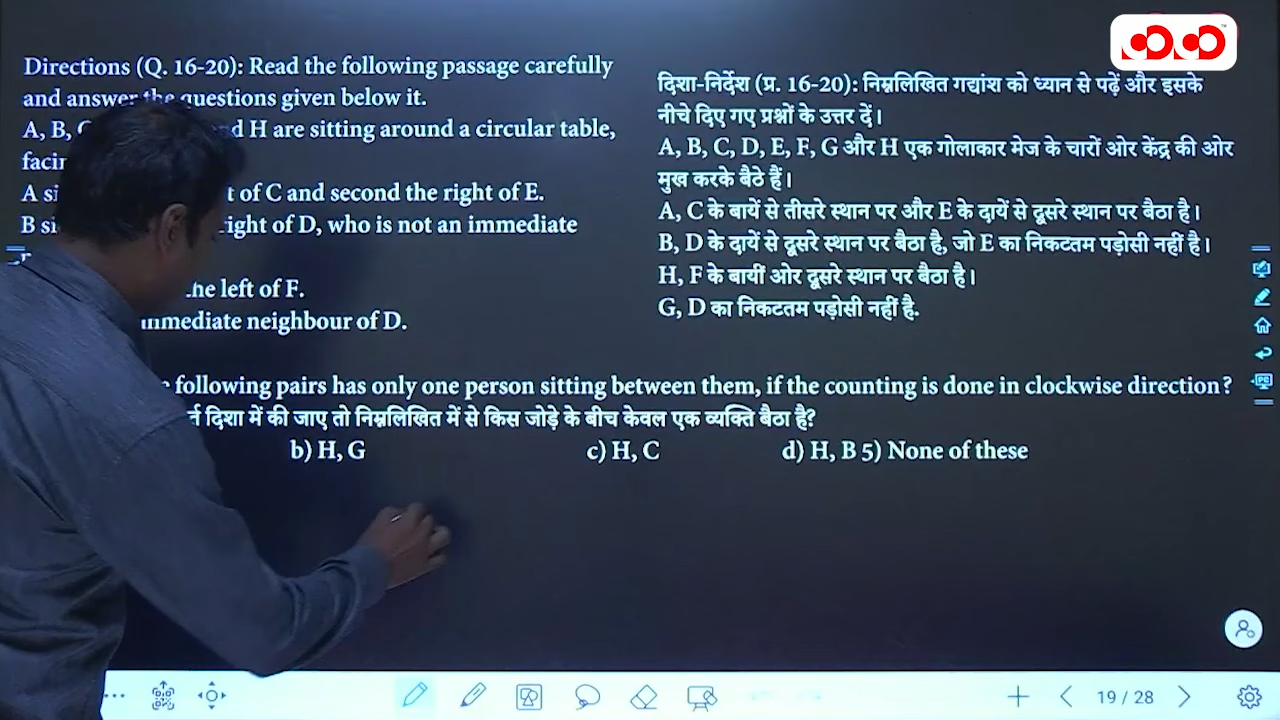 Directions (Q. 16-20): Read the following passage carefully
and answer the questions given below it.
A, B, and H are sitting around a circular table,
A of C and second the right of E.
B right of D, who is not an immediate
the left of F.
immediate neighbour of D.
दिशा-निर्देश (प्र. 16-20): निम्नलिखित गद्यांश को ध्यान से पढ़ें और इसके
नीचे दिए गए प्रश्नों के उत्तर दें।
A, B, C, D, E, F, G और H एक गोलाकार मेज के चारों ओर केंद्र की ओर
मुख करके बैठे हैं।
A, C के बायें से तीसरे स्थान पर और E के दायें से दूसरे स्थान पर बैठा है।
B, D के दायें से दूसरे स्थान पर बैठा है, जो E का निकटतम पड़ोसी नहीं है।
H, F के बायीं ओर दूसरे स्थान पर बैठा है।
G, D का निकटतम पड़ोसी नहीं है.
following pairs has only one person sitting between them, if the counting is done in clockwise direction?
दिशा में की जाए तो निम्नलिखित में से किस जोड़े के बीच केवल एक व्यक्ति बैठा है?
b) H, G c) H, C d) H, B 5) None of these
19 / 28